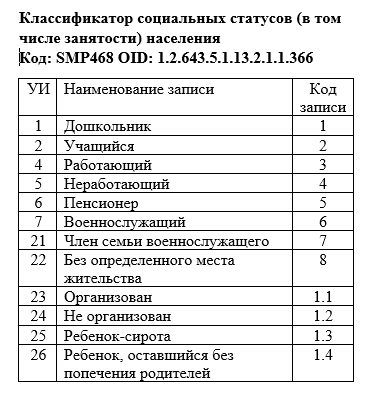 Классификатор социальных статусов (в том
числе занятости) населения
Код: SMP468 OID: 1.2.643.5.1.13.2.1.1.366
УИ Наименование записи Код
записи
1 Дошкольник 1
2 Учащийся 2
4 Работающий 3
5 Неработающий 4
6 Пенсионер 5
7 Военнослужащий 6
21 Член семьи военнослужащего 7
22 Без определенного места 8
жительства
23 Организован 1.1
24 Не организован 1.2
25 Ребенок-сирота 1.3
26 Ребенок, оставшийся без 1.4
попечения родителей